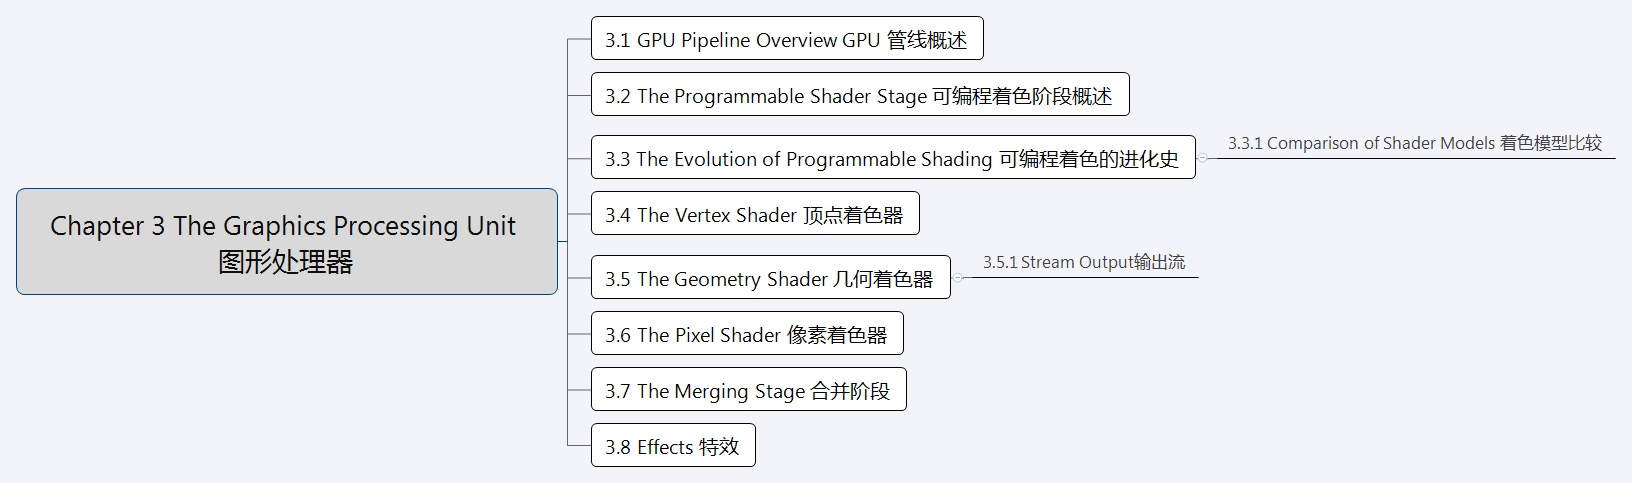 Chapter 3 The Graphics Processing Unit
图形处理器
3.1 GPU Pipeline Overview GPU 管线概述
3.2 The Programmable Shader Stage 可编程着色阶段概述
3.3 The Evolution of Programmable Shading 可编程着色的进化史
3.3.1 Comparison of Shader Models 着色模型比较
3.4 The Vertex Shader 顶点着色器
3.5 The Geometry Shader 几何着色器
3.5.1 Stream Output输出流
3.6 The Pixel Shader 像素着色器
3.7 The Merging Stage 合并阶段
3.8 Effects 特效